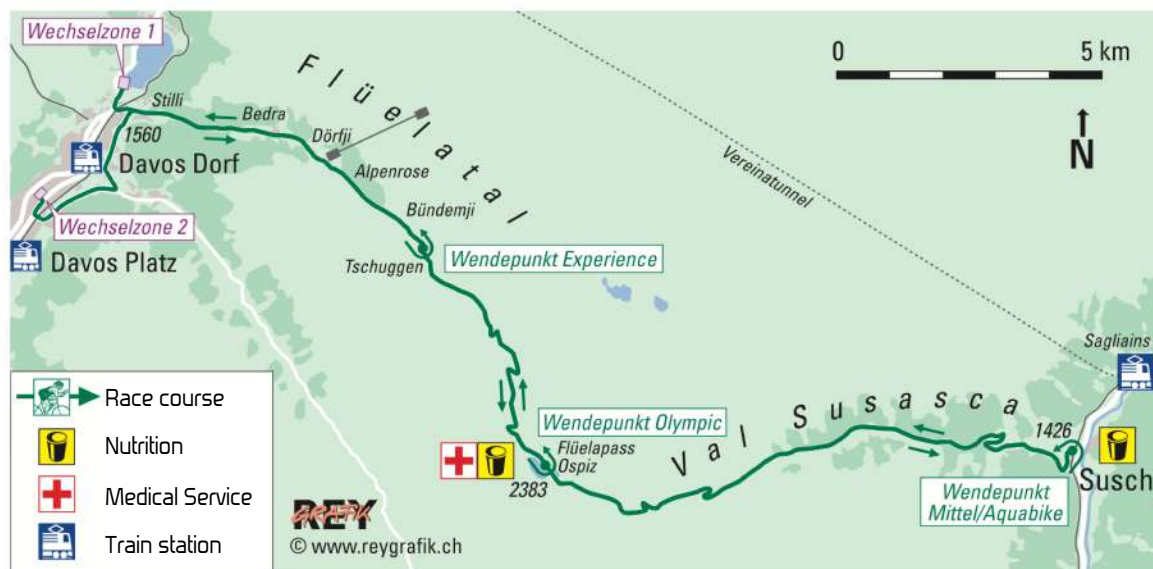 Wechselzone 1
Flüelatal
0 5 km
N
Stilli
Bedra
1560
Dörfji
Davos Dorf
Alpenrose
Vereinatunnel
Bündemji
Wechselzone 2
Davos Platz
Wendepunkt Experience
Tschuggen
Sagliains
Race course
Nutrition
Medical Service
Train station
Wendepunkt Olympic
Flüelapass
Ospiz
2383
Val Susasca
1426
Susch
Wendepunkt
Mittel/Aquabike
REY
GRAFIK
© www.reygrafik.ch